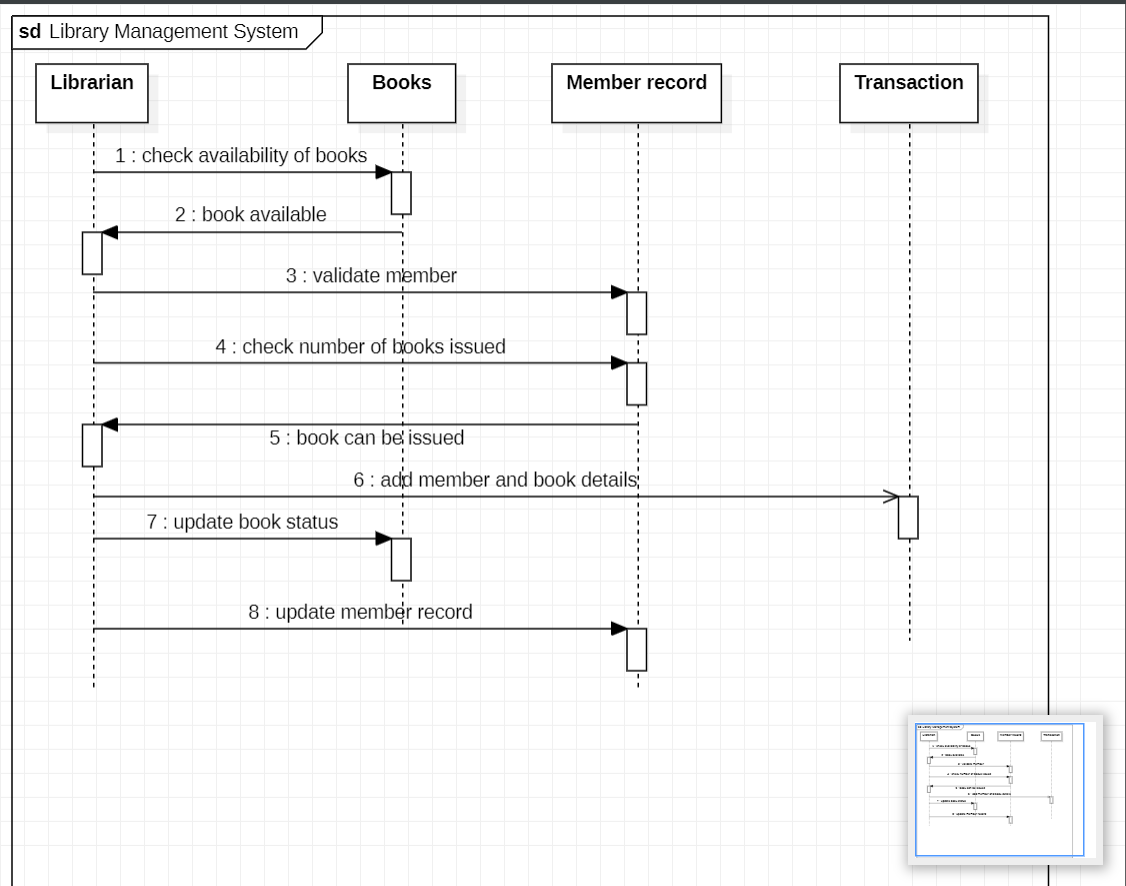 sd Library Management System
Librarian
Books
Member record
Transaction
1 : check availability of books
2 : book available
3 : validate member
4 : check number of books issued
5 : book can be issued
6 : add member and book details
7 : update book status
8 : update member record